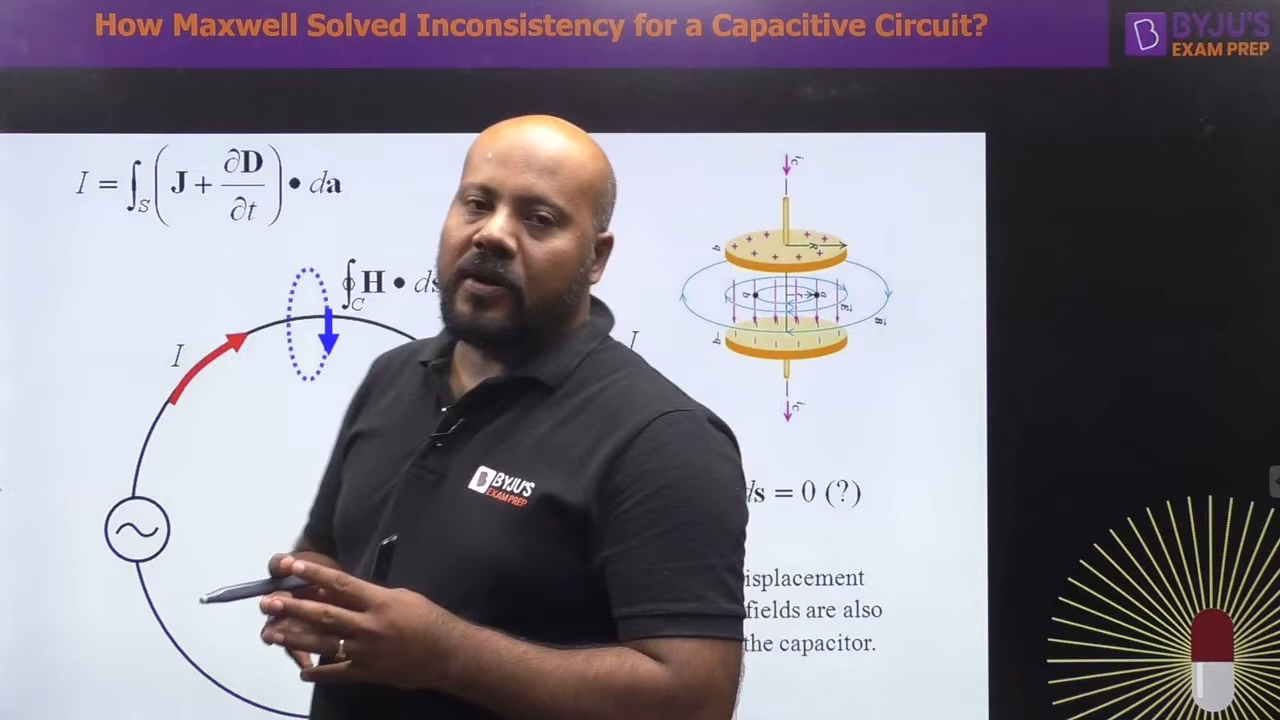 How Maxwell Solved Inconsistency for a Capacitive Circuit?
BYJU'S
EXAM PREP
I = ∫S (J + ∂D/∂t) • da
∮C H • ds
I
I
BYJU'S
EXAM PREP
ds = 0 (?)
isplacement
fields are also
the capacitor.